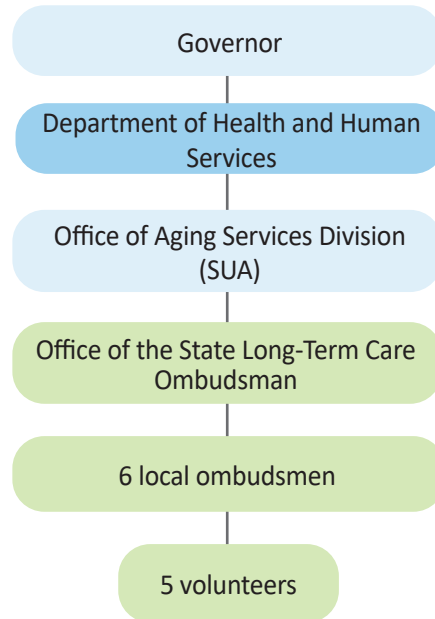 Governor
Department of Health and Human
Services
Office of Aging Services Division
(SUA)
Office of the State Long-Term Care
Ombudsman
6 local ombudsmen
5 volunteers